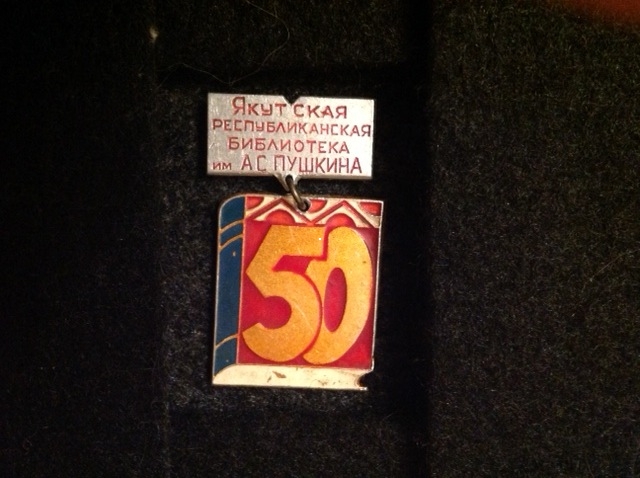 Якутская
РЕСПУБЛИКАНСКАЯ
БИБЛИОТЕКА
им А С ПУШКИНА
50